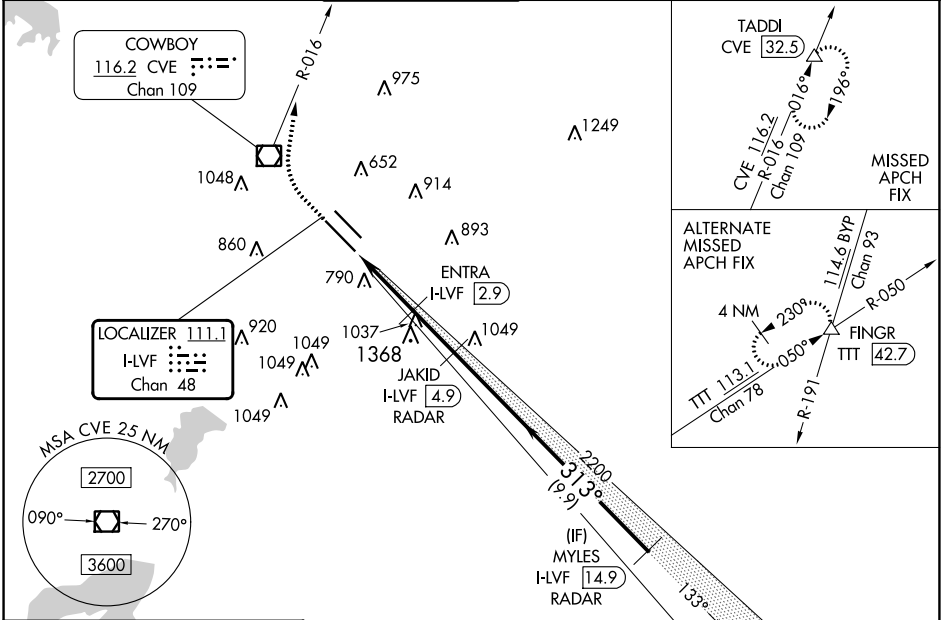 COWBOY
116.2 CVE
Chan 109
R-016
975
1249
652
1048
914
893
860
790
ENTRA
I-LVF 2.9
LOCALIZER 111.1
I-LVF
Chan 48
920
1037
1368
1049
1049
1049
1049
JAKID
I-LVF 4.9
RADAR
MSA CVE 25 NM
2700
090°
270°
3600
2200
313°
(9.9)
(IF)
MYLES
I-LVF 14.9
RADAR
133°
TADDI
CVE 32.5
016°
196°
CVE 116.2
R-016
Chan 109
MISSED
APCH
FIX
ALTERNATE
MISSED
APCH FIX
114.6 BYP
Chan 93
R-050
4 NM
230°
050°
FINGR
TTT 42.7
TTT 113.1
Chan 78
R-191